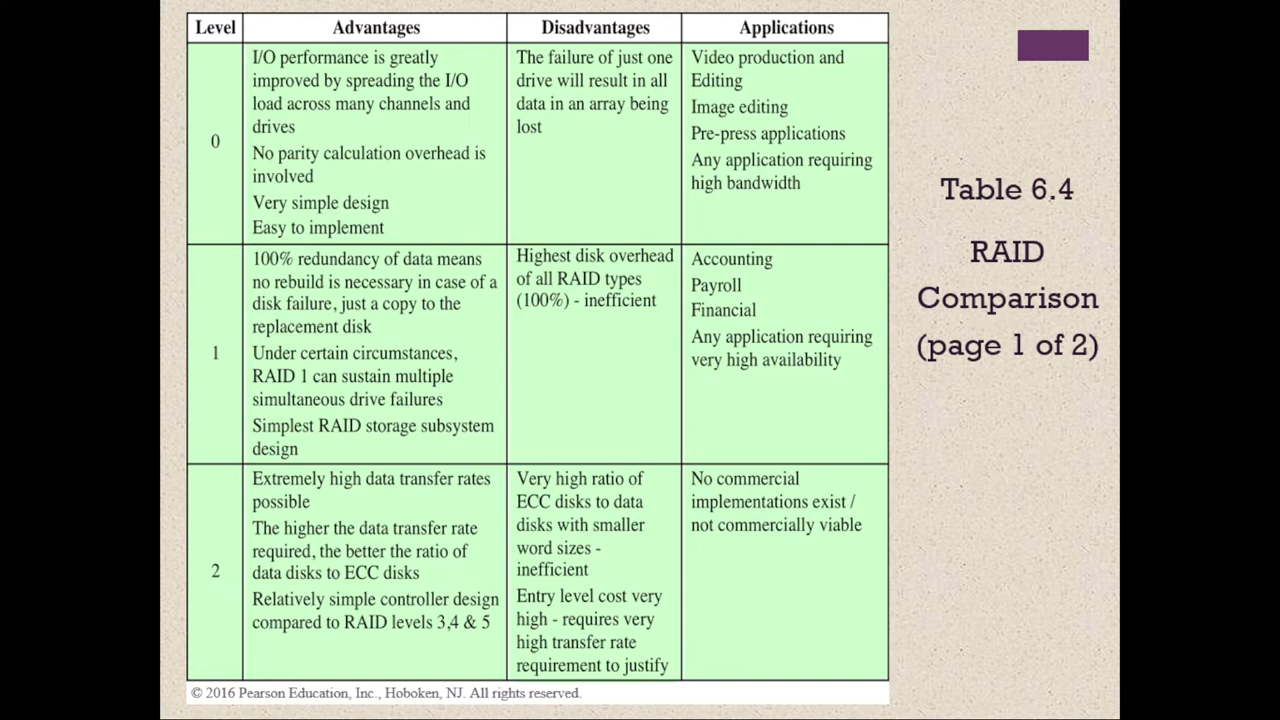 Level Advantages Disadvantages Applications
0
I/O performance is greatly
improved by spreading the I/O
load across many channels and
drives
No parity calculation overhead is
involved
Very simple design
Easy to implement
The failure of just one
drive will result in all
data in an array being
lost
Video production and
Editing
Image editing
Pre-press applications
Any application requiring
high bandwidth
1
100% redundancy of data means
no rebuild is necessary in case of a
disk failure, just a copy to the
replacement disk
Under certain circumstances,
RAID 1 can sustain multiple
simultaneous drive failures
Simplest RAID storage subsystem
design
Highest disk overhead
of all RAID types
(100%) - inefficient
Accounting
Payroll
Financial
Any application requiring
very high availability
2
Extremely high data transfer rates
possible
The higher the data transfer rate
required, the better the ratio of
data disks to ECC disks
Relatively simple controller design
compared to RAID levels 3,4 & 5
Very high ratio of
ECC disks to data
disks with smaller
word sizes -
inefficient
Entry level cost very
high - requires very
high transfer rate
requirement to justify
No commercial
implementations exist /
not commercially viable
© 2016 Pearson Education, Inc., Hoboken, NJ. All rights reserved.
Table 6.4
RAID
Comparison
(page 1 of 2)